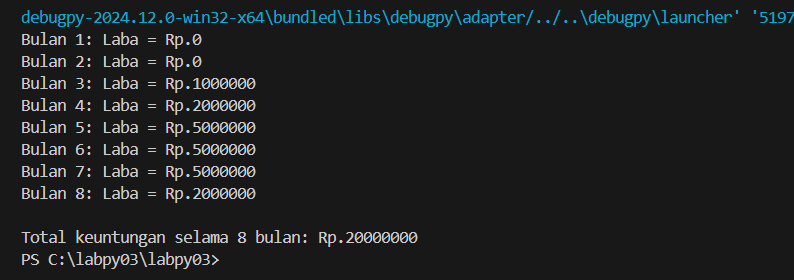 debugpy-2024.12.0-win32-x64\bundled\libs\debugpy\adapter/../..\debugpy\launcher' '5197
Bulan 1: Laba = Rp.0
Bulan 2: Laba = Rp.0
Bulan 3: Laba = Rp.1000000
Bulan 4: Laba = Rp.2000000
Bulan 5: Laba = Rp.5000000
Bulan 6: Laba = Rp.5000000
Bulan 7: Laba = Rp.5000000
Bulan 8: Laba = Rp.2000000
Total keuntungan selama 8 bulan: Rp.20000000
PS C:\labpy03\labpy03>